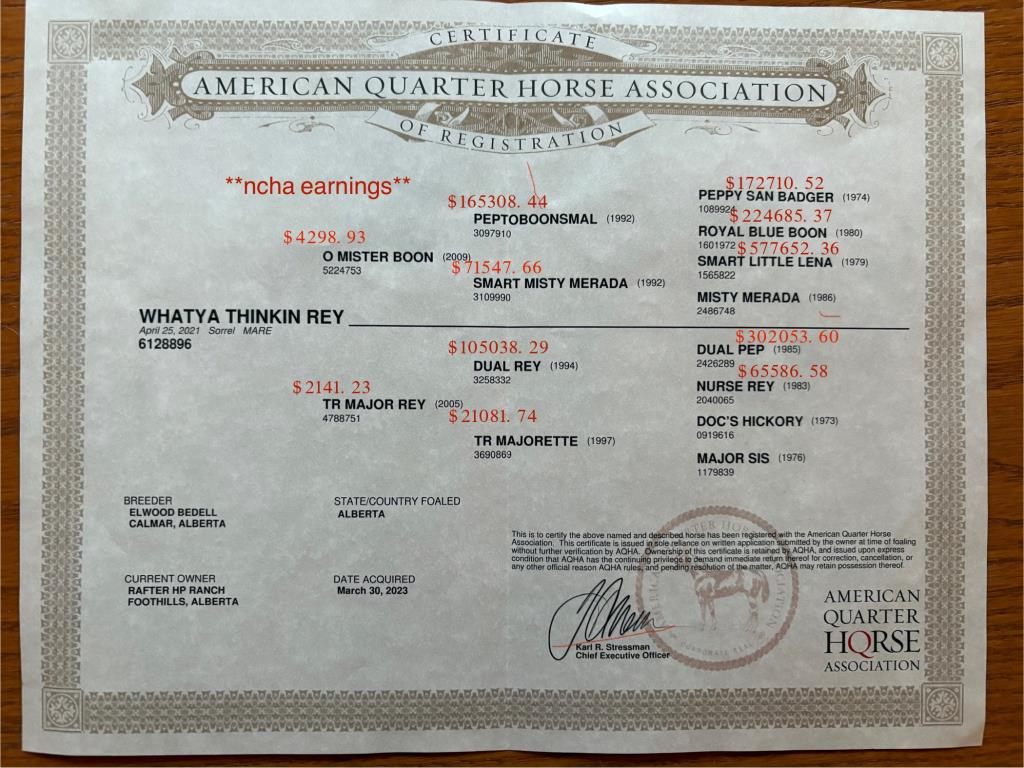 CERTIFICATE
AMERICAN QUARTER HORSE ASSOCIATION
OF REGISTRATION
**ncha earnings**
$4298. 93
O MISTER BOON (2009)
5224753
$165308. 44
PEPTOBOONSMAL (1992)
3097910
$71547. 66
SMART MISTY MERADA (1992)
3109990
$172710. 52
PEPPY SAN BADGER (1974)
1089924
$224685. 37
ROYAL BLUE BOON (1980)
1601972
$577652. 36
SMART LITTLE LENA (1979)
1565822
MISTY MERADA (1986)
2486748
WHATYA THINKIN REY
April 25, 2021 Sorrel MARE
6128896
$2141. 23
TR MAJOR REY (2005)
4788751
$105038. 29
DUAL REY (1994)
3258332
$21081. 74
TR MAJORETTE (1997)
3690869
$302053. 60
DUAL PEP (1985)
2426289
$65586. 58
NURSE REY (1983)
2040065
DOC'S HICKORY (1973)
0919616
MAJOR SIS (1976)
1179839
BREEDER
ELWOOD BEDELL
CALMAR, ALBERTA
STATE/COUNTRY FOALED
ALBERTA
CURRENT OWNER
RAFTER HP RANCH
FOOTHILLS, ALBERTA
DATE ACQUIRED
March 30, 2023
This is to certify the above named and described horse has been registered with the American Quarter Horse
Association. This certificate is issued in sole reliance on written application submitted by the owner at time of foaling
without further verification by AQHA. Ownership of this certificate is retained by AQHA, and issued upon express
condition that AQHA has the continuing privilege to demand immediate return thereof for correction, cancellation, or
any other official reason AQHA rules, and pending resolution of the matter, AQHA may retain possession thereof.
Karl R. Stressman
Chief Executive Officer
CORPORATE SEAL
AMERICAN
QUARTER
HORSE
ASSOCIATION